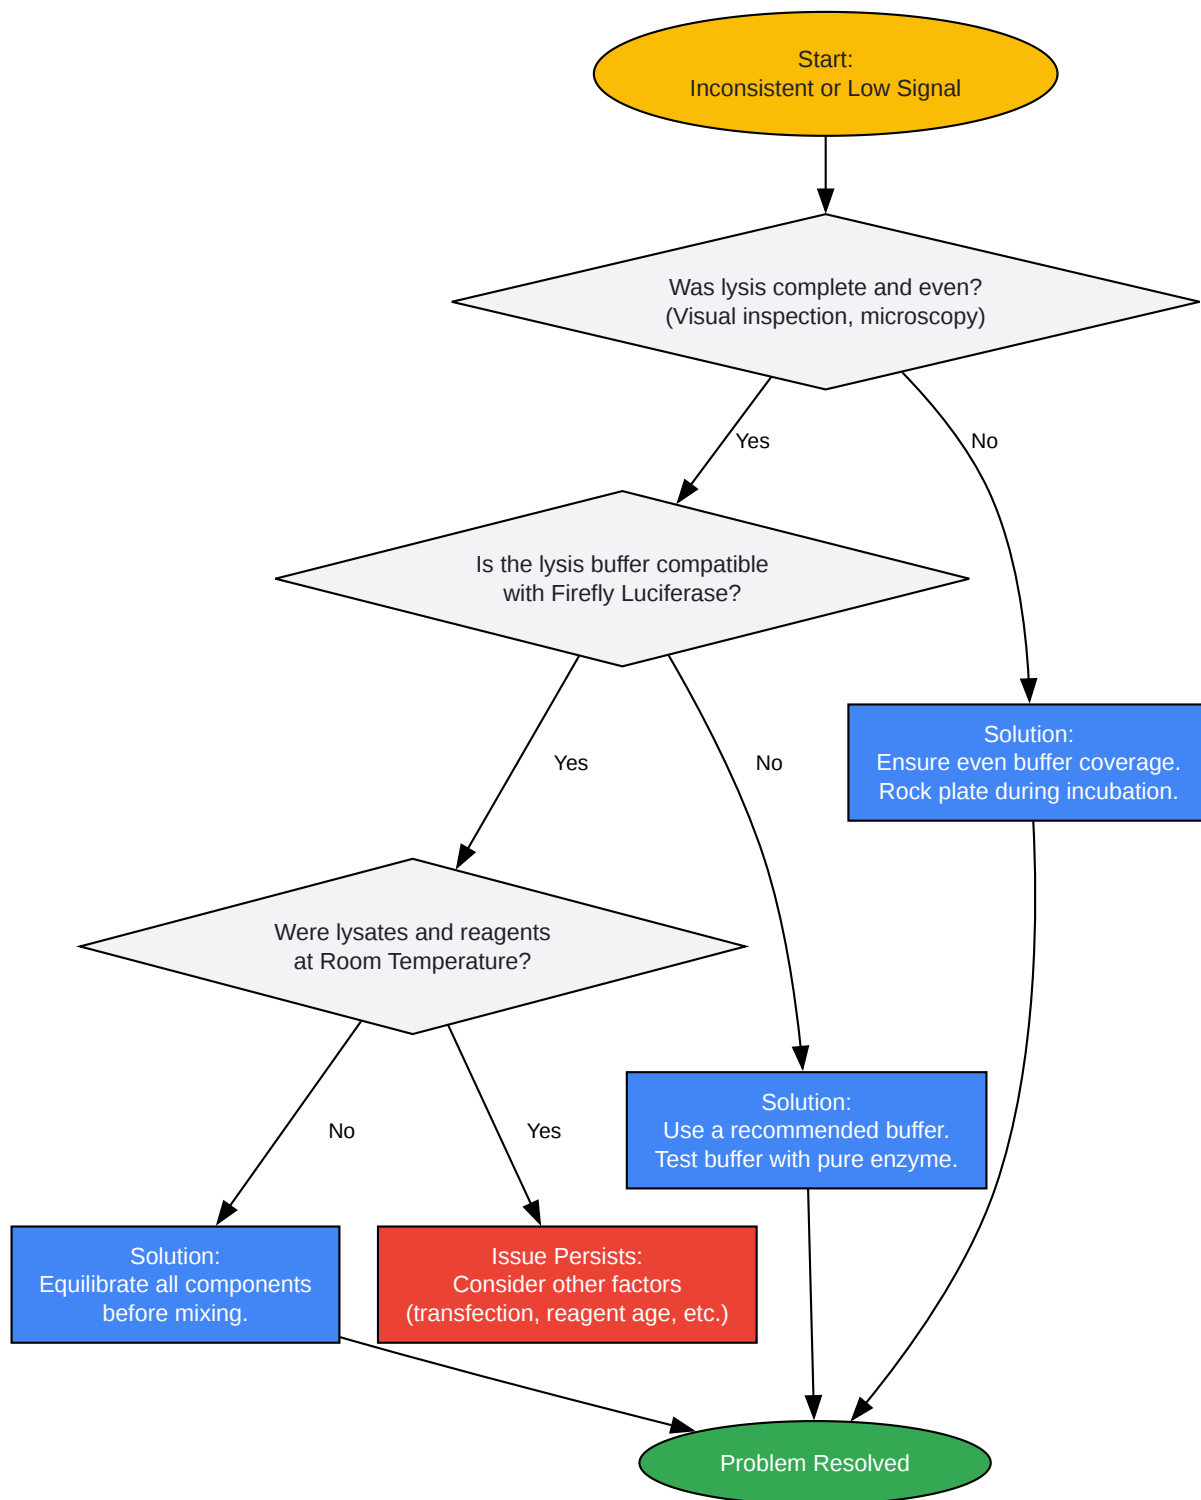 Start:
Inconsistent or Low Signal
Was lysis complete and even?
(Visual inspection, microscopy)
Yes
No
Is the lysis buffer compatible
with Firefly Luciferase?
Solution:
Ensure even buffer coverage.
Rock plate during incubation.
Yes
No
Were lysates and reagents
at Room Temperature?
Solution:
Use a recommended buffer.
Test buffer with pure enzyme.
No
Yes
Solution:
Equilibrate all components
before mixing.
Issue Persists:
Consider other factors
(transfection, reagent age, etc.)
Problem Resolved